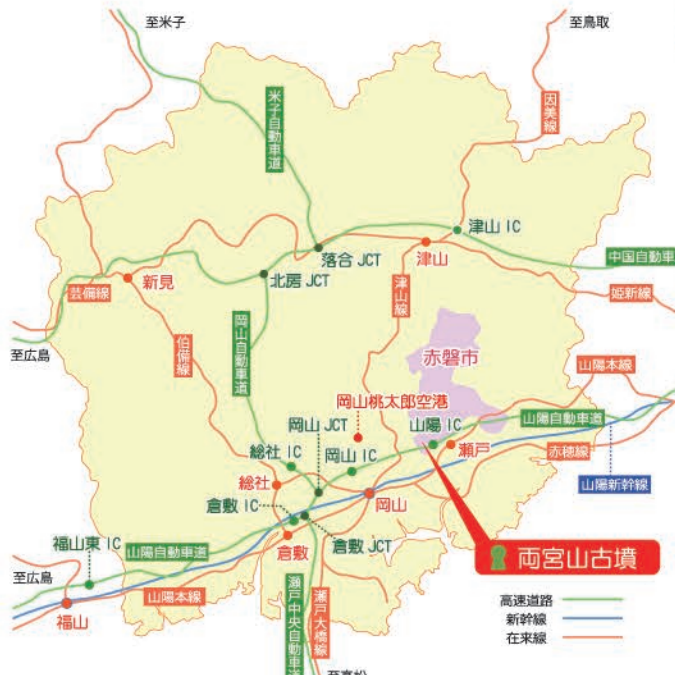 至米子
至鳥取
因美線
米子自動車道
津山 IC
落合 JCT
津山
中国自動車
北房 JCT
新見
芸備線
津山線
姫新線
至広島
岡山自動車道
伯備線
赤磐市
山陽本線
岡山桃太郎空港
岡山 JCT
山陽 IC
山陽自動車道
総社 IC
岡山 IC
瀬戸
赤穂線
総社
山陽新幹線
倉敷 IC
岡山
福山東 IC
山陽自動車道
倉敷
倉敷 JCT
両宮山古墳
至広島
山陽本線
福山
瀬戸中央自動車道
瀬戸大橋線
高速道路
新幹線
在来線